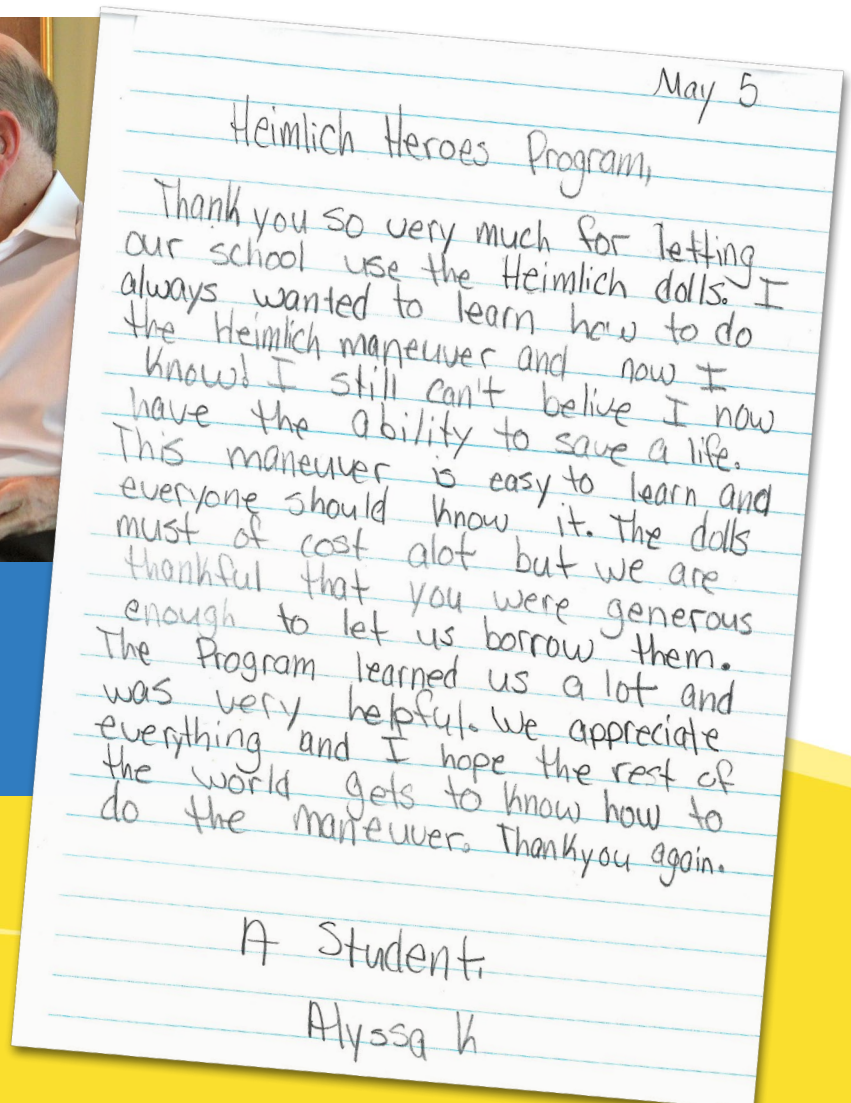 May 5
Heimlich Heroes Program,
Thank you so very much for letting
our school use the Heimlich dolls. I
always wanted to learn how to do
the Heimlich maneuver and now I
know! I still can't belive I now
have the ability to save a life.
This maneuver is easy to learn and
everyone should know it. The dolls
must of cost alot but we are
thankful that you were generous
enough to let us borrow them.
The Program learned us a lot and
was very helpful. We appreciate
everything and I hope the rest of
the world gets to know how to
do the maneuver. Thankyou again.
A Student,
Alyssa K